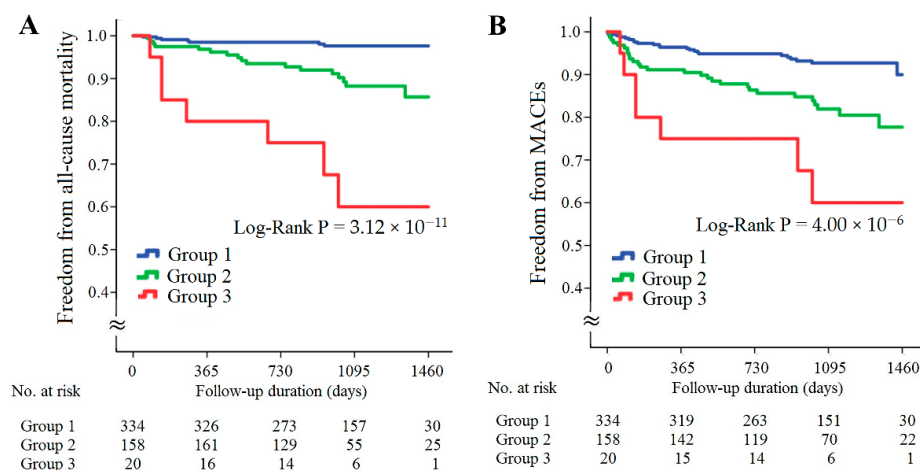 A
Freedom from all-cause mortality
1.0
0.9
0.8
0.7
0.6
0.5
0.4
Log-Rank P = 3.12 × 10⁻¹¹
Group 1
Group 2
Group 3
0 365 730 1095 1460
No. at risk Follow-up duration (days)
Group 1 334 326 273 157 30
Group 2 158 161 129 55 25
Group 3 20 16 14 6 1
B
Freedom from MACEs
1.0
0.9
0.8
0.7
0.6
0.5
0.4
Log-Rank P = 4.00 × 10⁻⁶
Group 1
Group 2
Group 3
0 365 730 1095 1460
No. at risk Follow-up duration (days)
Group 1 334 319 263 151 30
Group 2 158 142 119 70 22
Group 3 20 15 14 6 1